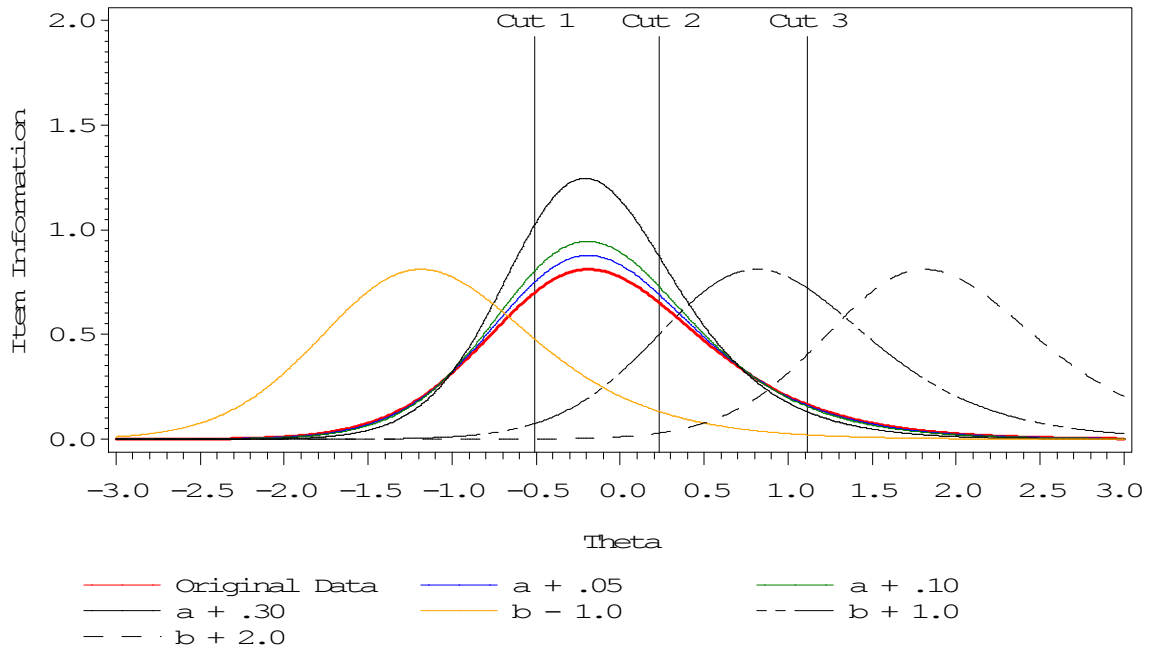 Cut 1 Cut 2 Cut 3
2.0
1.5
1.0
0.5
0.0
Item Information
-3.0 -2.5 -2.0 -1.5 -1.0 -0.5 0.0 0.5 1.0 1.5 2.0 2.5 3.0
Theta
Original Data a + .05 a + .10
a + .30 b - 1.0 b + 1.0
b + 2.0